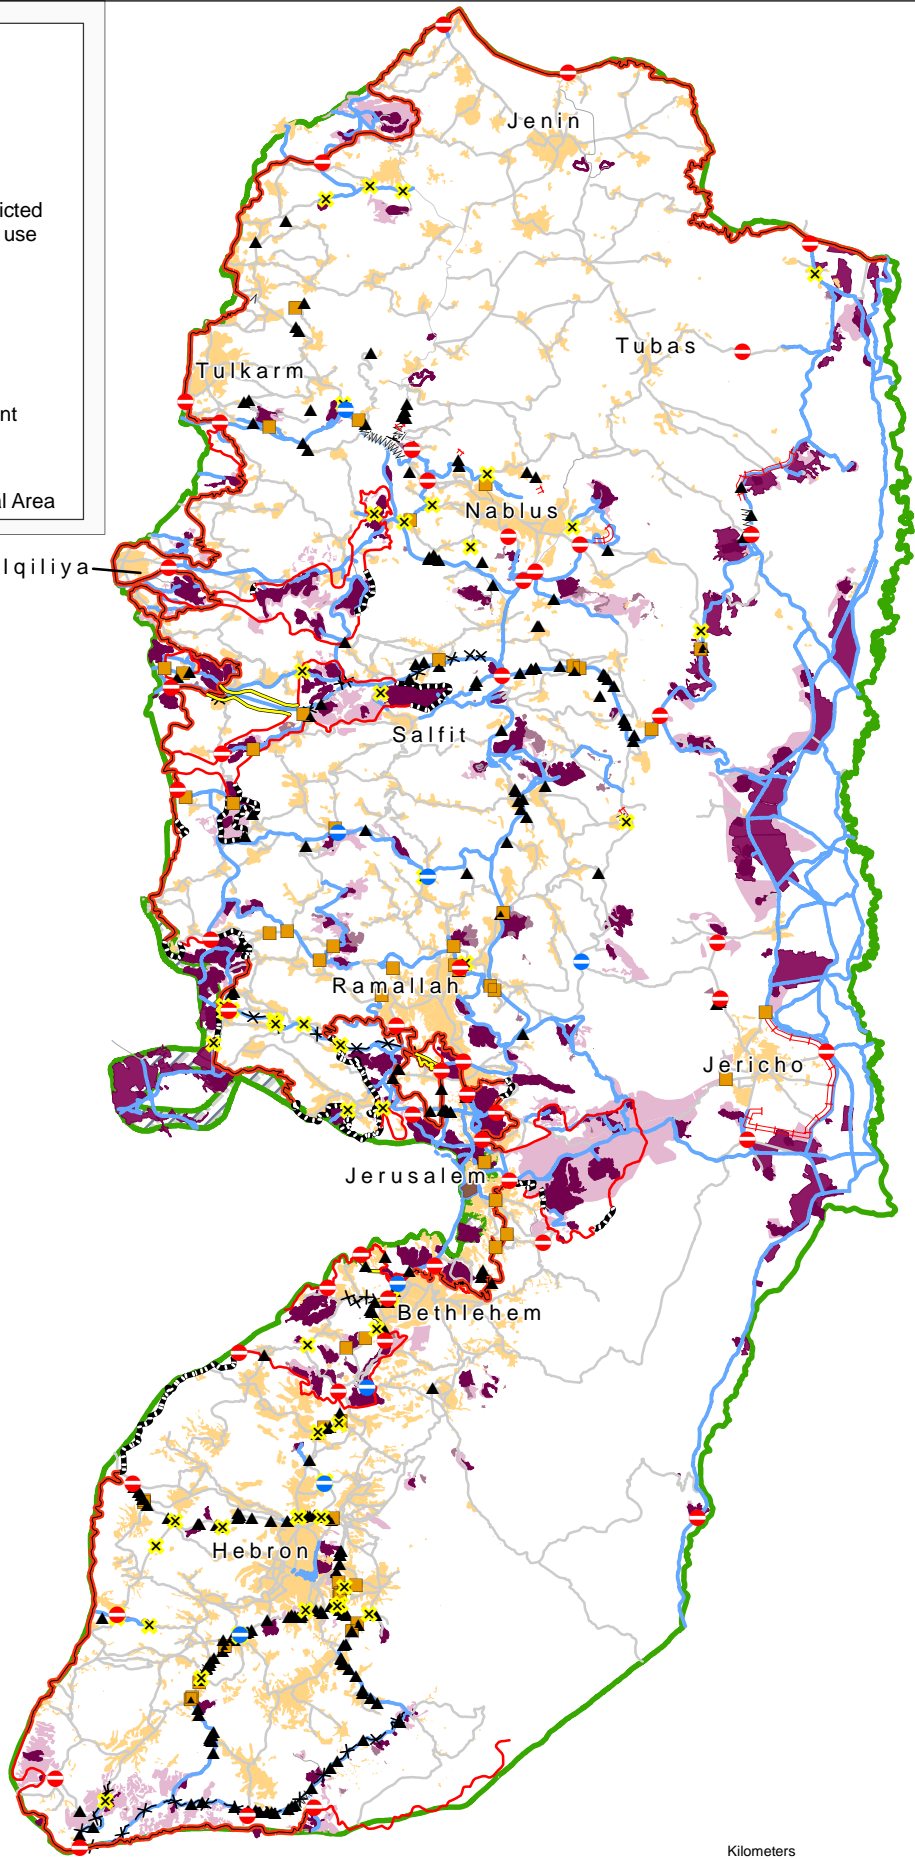 Jenin
icted
use
Tubas
Tulkarm
nt
l Area
Nablus
lqiliya
Salfit
Ramallah
Jericho
Jerusalem
Bethlehem
Hebron
Kilometers